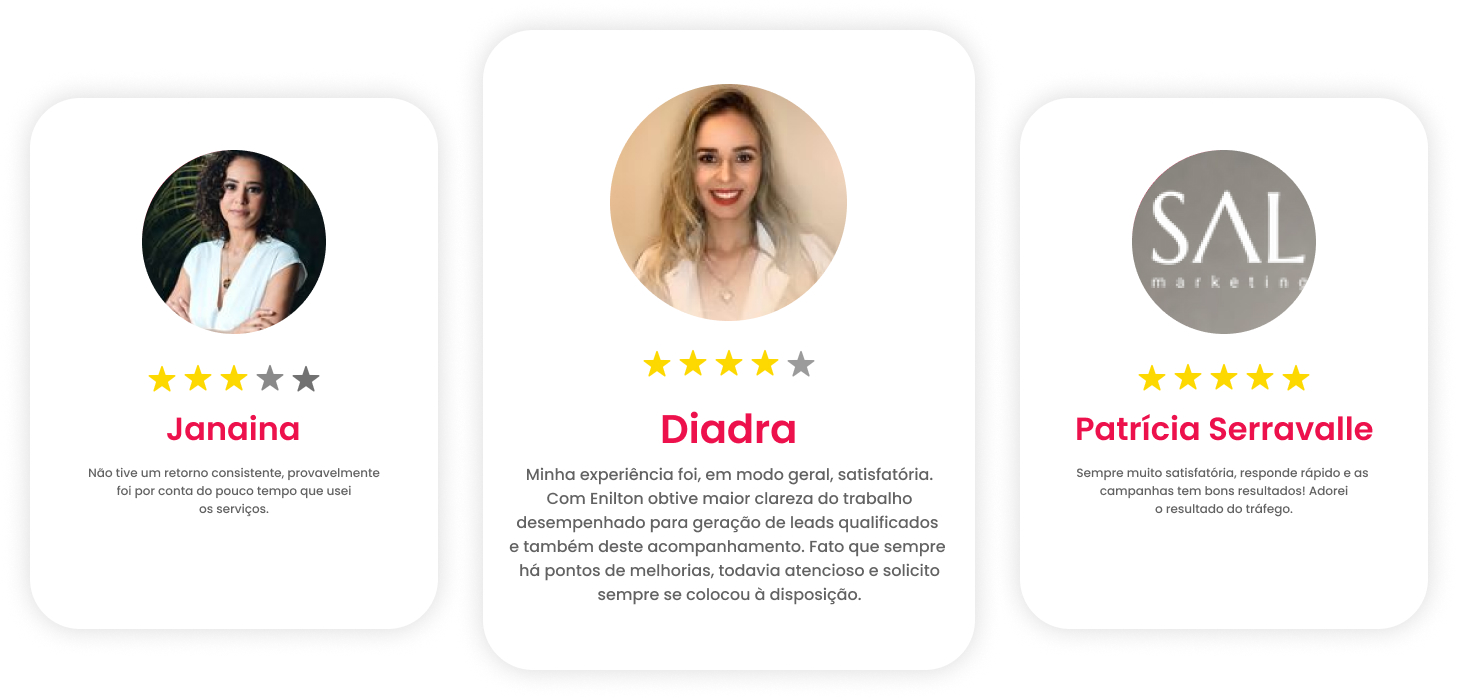 Janaina
Não tive um retorno consistente, provavelmente
foi por conta do pouco tempo que usei
os serviços.
Diadra
Minha experiência foi, em modo geral, satisfatória.
Com Enilton obtive maior clareza do trabalho
desempenhado para geração de leads qualificados
e também deste acompanhamento. Fato que sempre
há pontos de melhorias, todavia atencioso e solicito
sempre se colocou à disposição.
SAL
marketing
Patrícia Serravalle
Sempre muito satisfatória, responde rápido e as
campanhas tem bons resultados! Adorei
o resultado do tráfego.